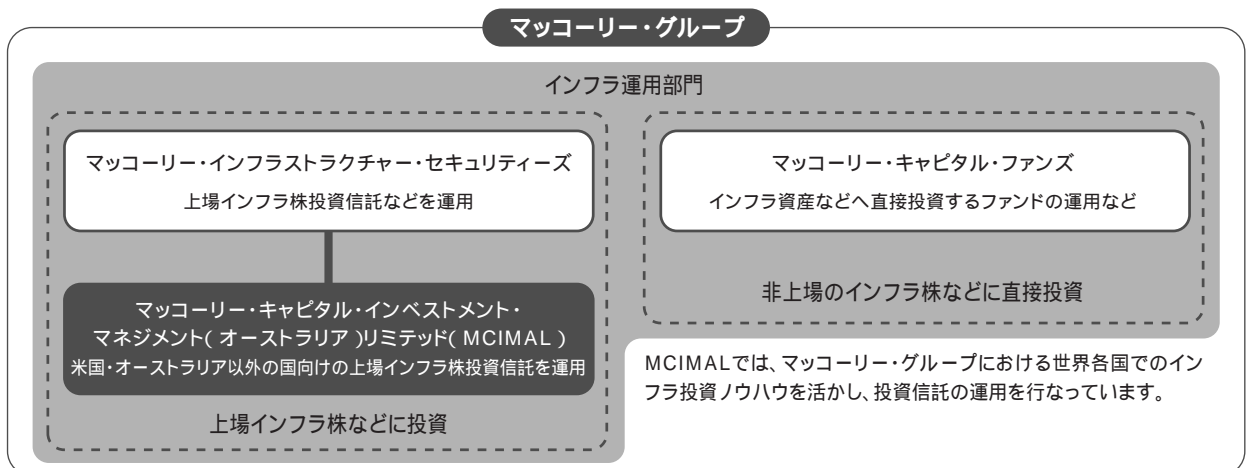 マッコーリー・グループ
インフラ運用部門
マッコーリー・インフラストラクチャー・セキュリティーズ
上場インフラ株投資信託などを運用
マッコーリー・キャピタル・インベストメント・
マネジメント(オーストラリア)リミテッド(MCIMAL)
米国・オーストラリア以外の国向けの上場インフラ株投資信託を運用
上場インフラ株などに投資
マッコーリー・キャピタル・ファンズ
インフラ資産などへ直接投資するファンドの運用など
非上場のインフラ株などに直接投資
MCIMALでは、マッコーリー・グループにおける世界各国でのイン
フラ投資ノウハウを活かし、投資信託の運用を行なっています。